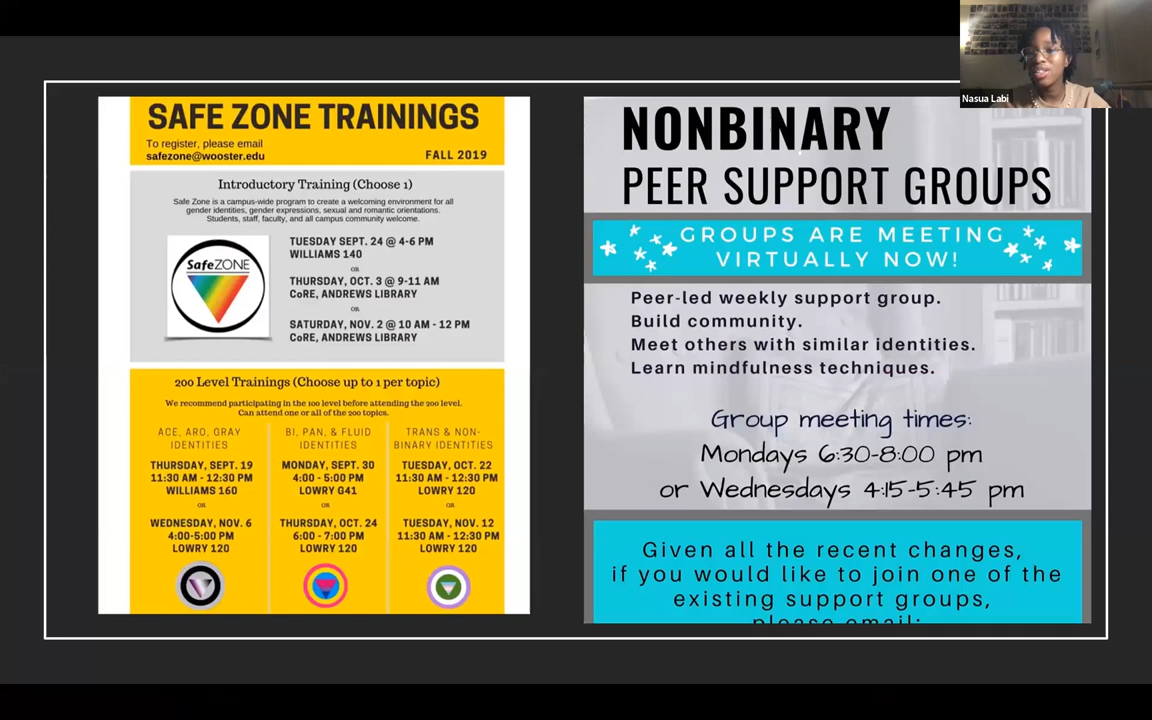 SAFE ZONE TRAININGS
To register, please email
safezone@wooster.edu
FALL 2019
Introductory Training (Choose 1)
Safe Zone is a campus-wide program to create a welcoming environment for all
gender identities, gender expressions, sexual and romantic orientations.
Students, staff, faculty, and all campus community welcome.
SafeZONE
TUESDAY SEPT. 24 @ 4-6 PM
WILLIAMS 140
OR
THURSDAY, OCT. 3 @ 9-11 AM
CoRE, ANDREWS LIBRARY
OR
SATURDAY, NOV. 2 @ 10 AM - 12 PM
CoRE, ANDREWS LIBRARY
200 Level Trainings (Choose up to 1 per topic)
We recommend participating in the 100 level before attending the 200 level.
Can attend one or all of the 200 topics.
ACE, ARO, GRAY
IDENTITIES
THURSDAY, SEPT. 19
11:30 AM - 12:30 PM
WILLIAMS 160
OR
WEDNESDAY, NOV. 6
4:00-5:00 PM
LOWRY 120
BI, PAN, & FLUID
IDENTITIES
MONDAY, SEPT. 30
4:00 - 5:00 PM
LOWRY G41
OR
THURSDAY, OCT. 24
6:00 - 7:00 PM
LOWRY 120
TRANS & NON-
BINARY IDENTITIES
TUESDAY, OCT. 22
11:30 AM - 12:30 PM
LOWRY 120
OR
TUESDAY, NOV. 12
11:30 AM - 12:30 PM
LOWRY 120
NONBINARY
PEER SUPPORT GROUPS
GROUPS ARE MEETING
VIRTUALLY NOW!
Peer-led weekly support group.
Build community.
Meet others with similar identities.
Learn mindfulness techniques.
Group meeting times:
Mondays 6:30-8:00 pm
or Wednesdays 4:15-5:45 pm
Given all the recent changes,
if you would like to join one of the
existing support groups,
please email:
Nasua Labi